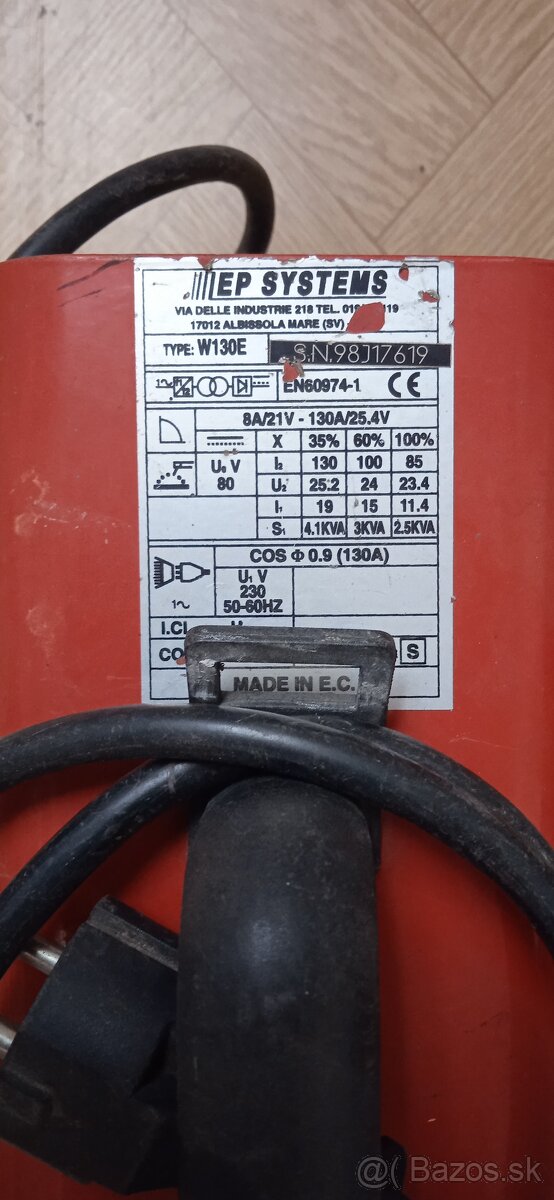 EP SYSTEMS
VIA DELLE INDUSTRIE 218 TEL.
17012 ALBISSOLA MARE (SV)
TYPE: W130E S.N.98J17619
1~ EN60974-1 CE
8A/21V - 130A/25.4V
X 35% 60% 100%
U₀ V I₂ 130 100 85
80 U₂ 25.2 24 23.4
I₁ 19 15 11.4
S₁ 4.1KVA 3KVA 2.5KVA
COS Φ 0.9 (130A)
U₁ V
230
1~ 50-60HZ
I.CL
S
MADE IN E.C.
@ Bazos.sk